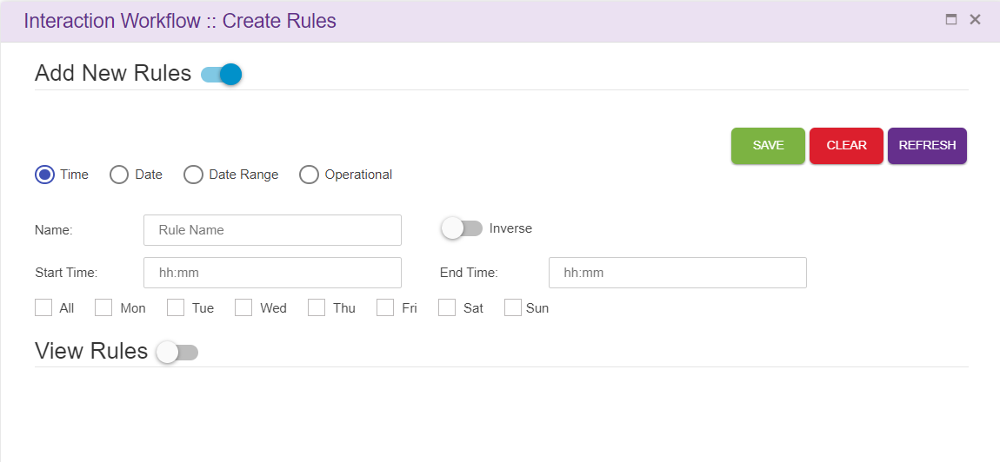 Interaction Workflow :: Create Rules
Add New Rules
SAVE CLEAR REFRESH
Time Date Date Range Operational
Name: Rule Name Inverse
Start Time: hh:mm End Time: hh:mm
All Mon Tue Wed Thu Fri Sat Sun
View Rules